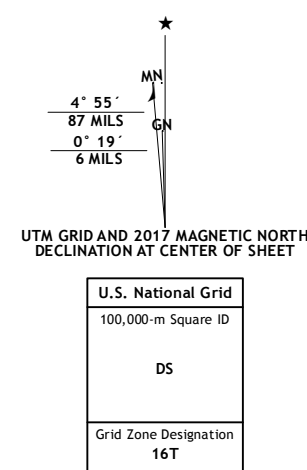 ★
MN
GN
4° 55´
87 MILS
0° 19´
6 MILS
UTM GRID AND 2017 MAGNETIC NORTH
DECLINATION AT CENTER OF SHEET
U.S. National Grid
100,000-m Square ID
DS
Grid Zone Designation
16T